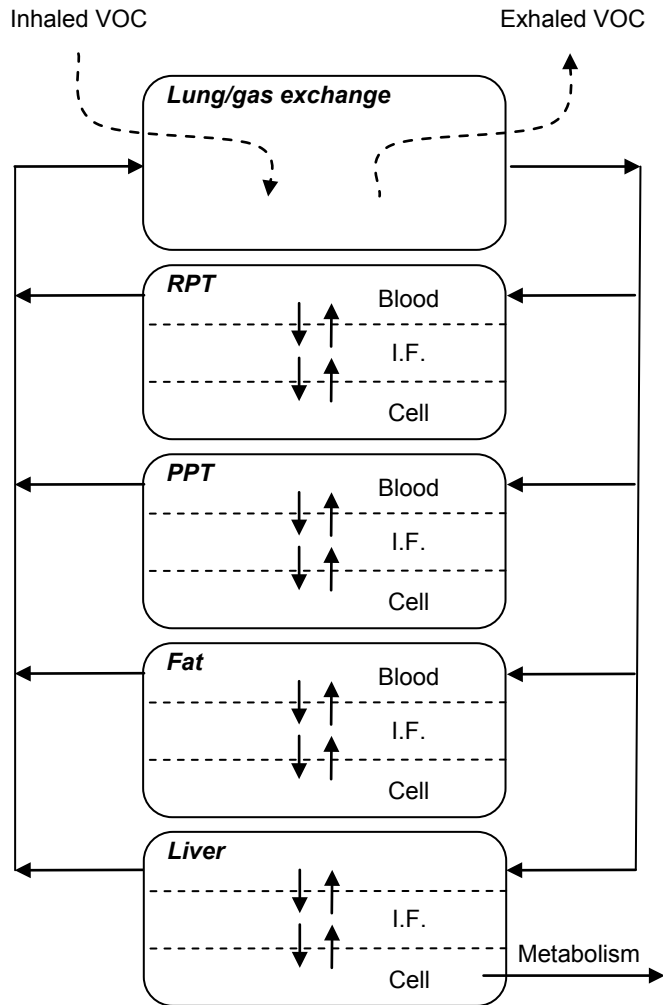 Inhaled VOC
Exhaled VOC
Lung/gas exchange
RPT
Blood
I.F.
Cell
PPT
Blood
I.F.
Cell
Fat
Blood
I.F.
Cell
Liver
I.F.
Cell
Metabolism